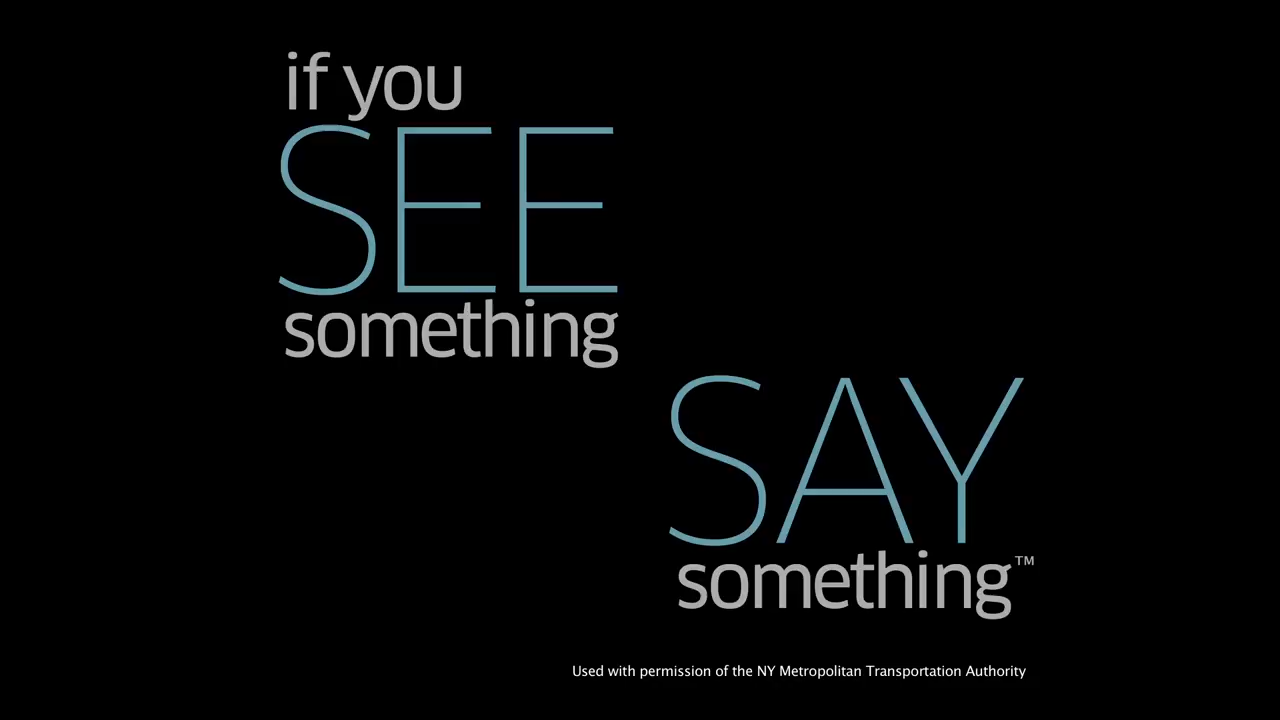 if you
SEE
something
SAY
something™
Used with permission of the NY Metropolitan Transportation Authority